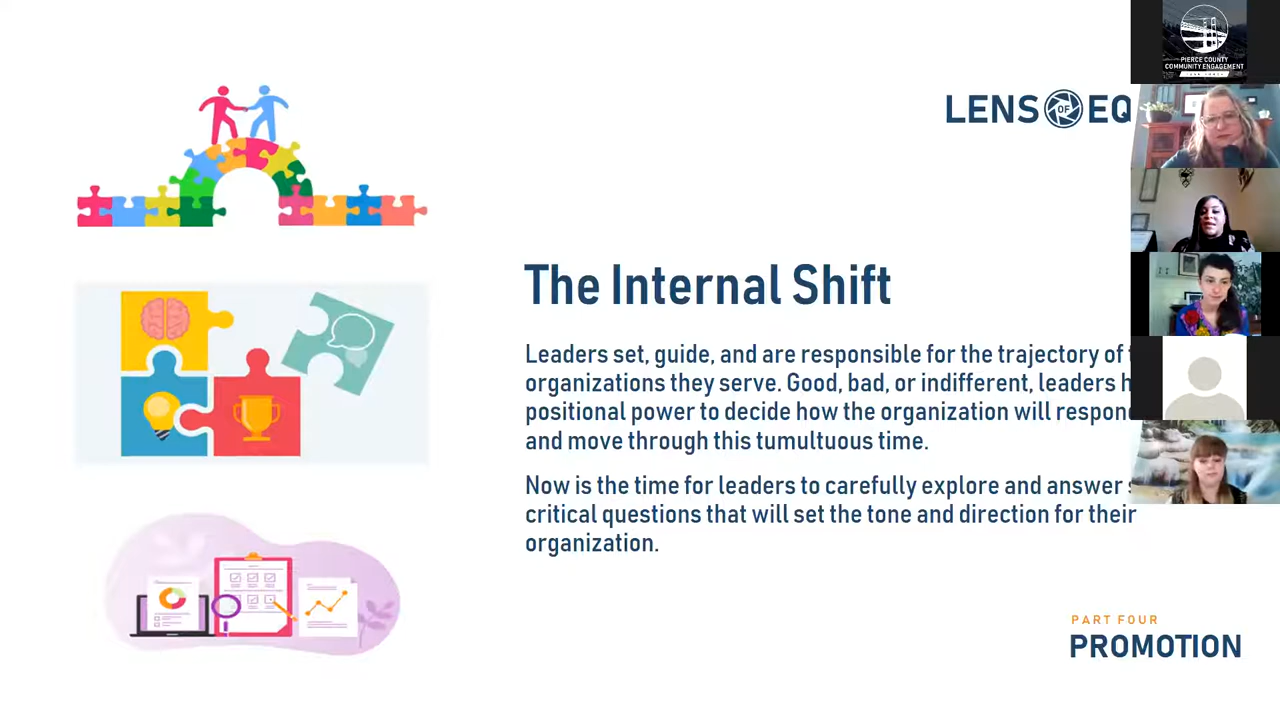 PIERCE COUNTY
COMMUNITY ENGAGEMENT
LENS OF EQ
The Internal Shift
Leaders set, guide, and are responsible for the trajectory of
organizations they serve. Good, bad, or indifferent, leaders
positional power to decide how the organization will respon
and move through this tumultuous time.
Now is the time for leaders to carefully explore and answer
critical questions that will set the tone and direction for their
organization.
PART FOUR
PROMOTION